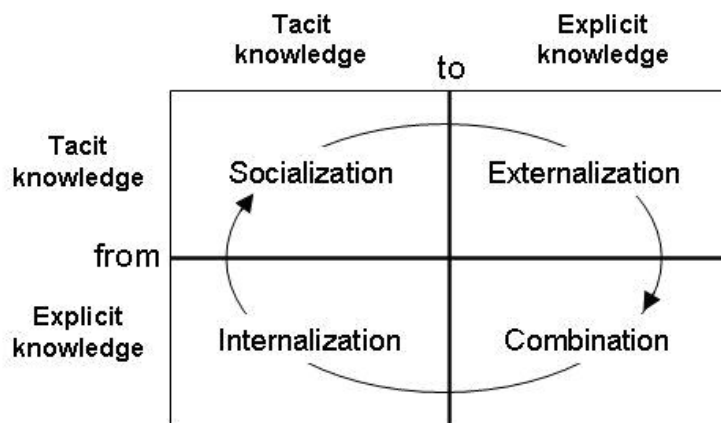 Tacit
knowledge
to
Explicit
knowledge
Tacit
knowledge
Socialization
Externalization
from
Explicit
knowledge
Internalization
Combination